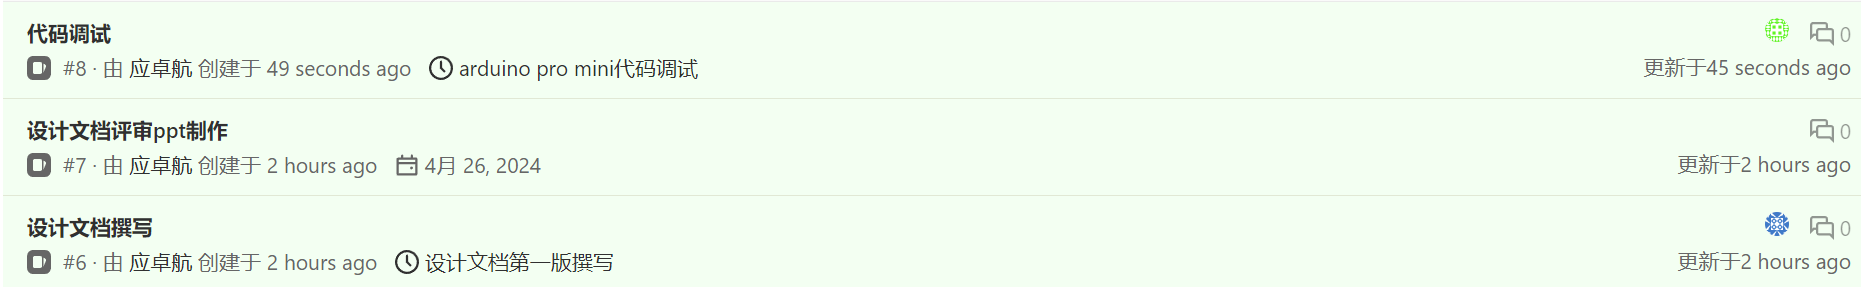 代码调试
0
#8 · 由 应卓航 创建于 49 seconds ago arduino pro mini代码调试
更新于45 seconds ago
设计文档评审ppt制作
0
#7 · 由 应卓航 创建于 2 hours ago 4月 26, 2024
更新于2 hours ago
设计文档撰写
0
#6 · 由 应卓航 创建于 2 hours ago 设计文档第一版撰写
更新于2 hours ago